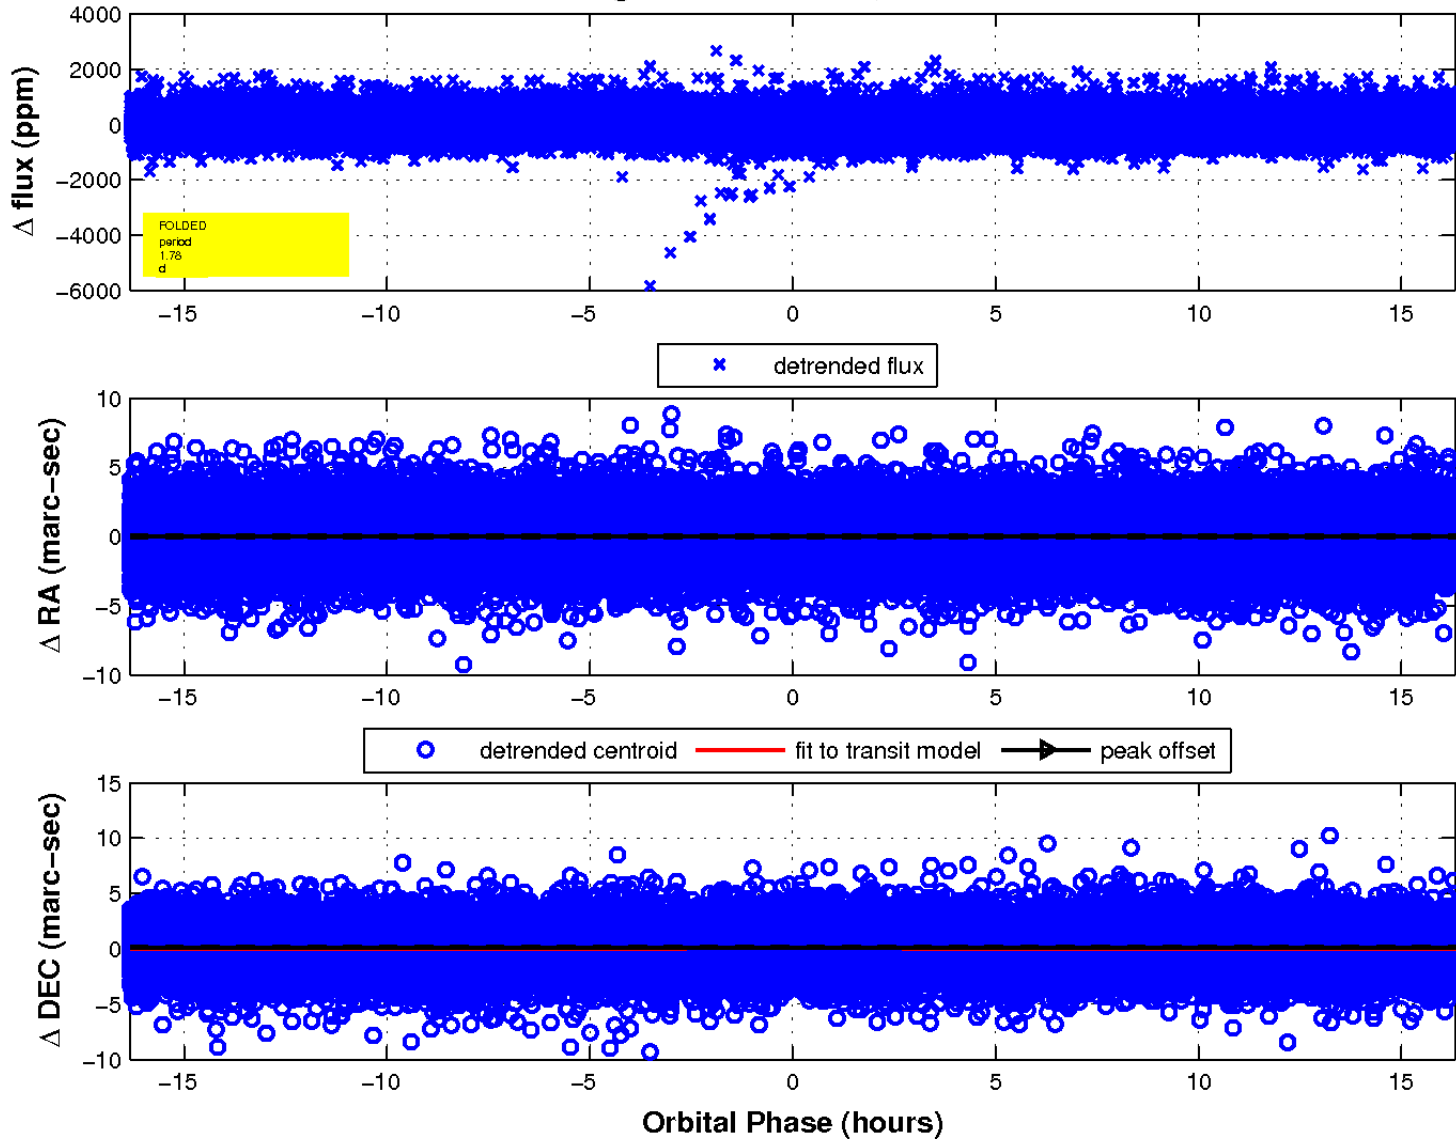 4000
2000
0
−2000
−4000
−6000
Δ flux (ppm)
FOLDED
period
1.78
d
−15 −10 −5 0 5 10 15
detrended flux
10
5
0
−5
−10
Δ RA (marc−sec)
−15 −10 −5 0 5 10 15
detrended centroid fit to transit model peak offset
15
10
5
0
−5
−10
Δ DEC (marc−sec)
−15 −10 −5 0 5 10 15
Orbital Phase (hours)